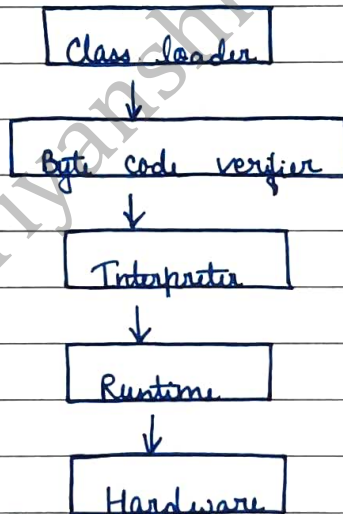 Class loader
Byte code verifier
Interpreter
Runtime
Hardware